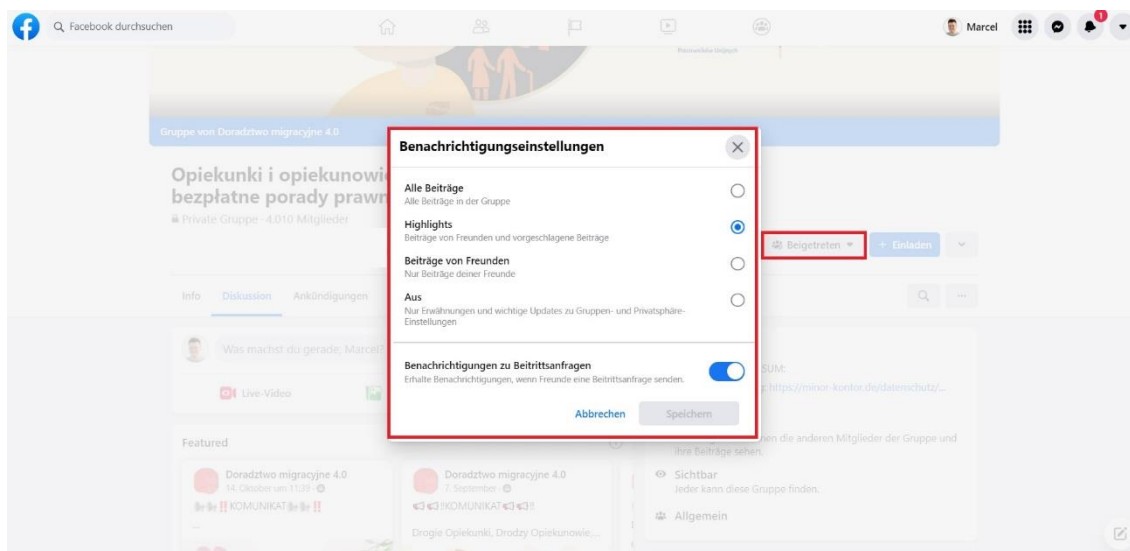 Facebook durchsuchen
Marcel
1
Gruppe von Doradztwo migracyjne 4.0
Opiekunki i opiekunowie
bezpłatne porady prawn
Private Gruppe · 4.010 Mitglieder
Beigetreten
+ Einladen
Info Diskussion Ankündigungen
Was machst du gerade, Marcel?
Live-Video
Featured
Doradztwo migracyjne 4.0
14. Oktober um 11:33
‼KOMUNIKAT ‼
...
Doradztwo migracyjne 4.0
7. September
‼KOMUNIKAT ‼
Drogie Opiekunki, Drodzy Opiekunowie,...
Benachrichtigungseinstellungen
Alle Beiträge
Alle Beiträge in der Gruppe
Highlights
Beiträge von Freunden und vorgeschlagene Beiträge
Beiträge von Freunden
Nur Beiträge deiner Freunde
Aus
Nur Erwähnungen und wichtige Updates zu Gruppen- und Privatsphäre-
Einstellungen
Benachrichtigungen zu Beitrittsanfragen
Erhalte Benachrichtigungen, wenn Freunde eine Beitrittsanfrage senden.
Abbrechen Speichern
SUM:
https://minor-kontor.de/datenschutz/...
die anderen Mitglieder der Gruppe und
ihre Beiträge sehen.
Sichtbar
Jeder kann diese Gruppe finden.
Allgemein